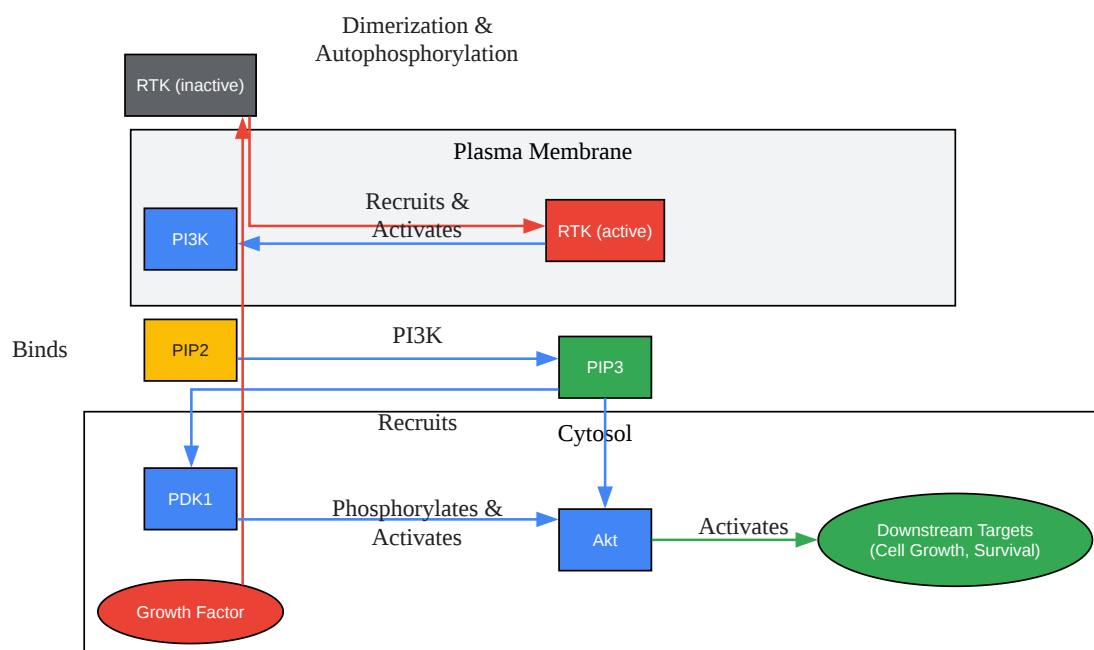 Dimerization &
Autophosphorylation
RTK (inactive)
Plasma Membrane
Recruits &
Activates
PI3K
RTK (active)
Binds
PIP2
PI3K
PIP3
Recruits
Cytosol
PDK1
Phosphorylates &
Activates
Akt
Activates
Downstream Targets
(Cell Growth, Survival)
Growth Factor